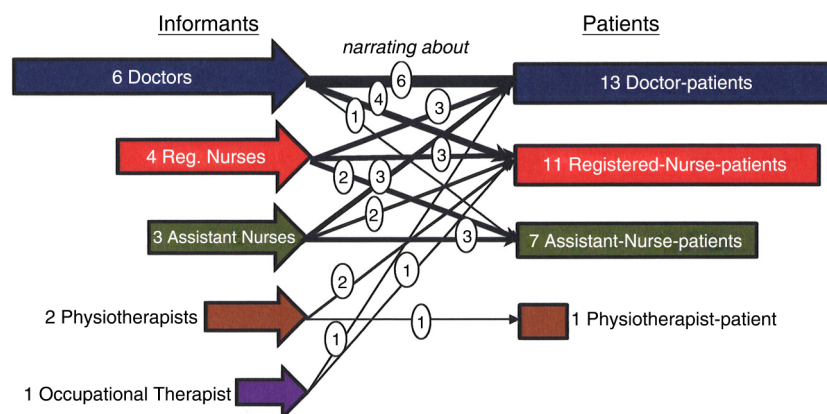 Informants
Patients
narrating about
6 Doctors
6
13 Doctor-patients
4
3
1
4 Reg. Nurses
3
11 Registered-Nurse-patients
2
3
2
3 Assistant Nurses
3
7 Assistant-Nurse-patients
2
1
2 Physiotherapists
1
1 Physiotherapist-patient
1
1 Occupational Therapist